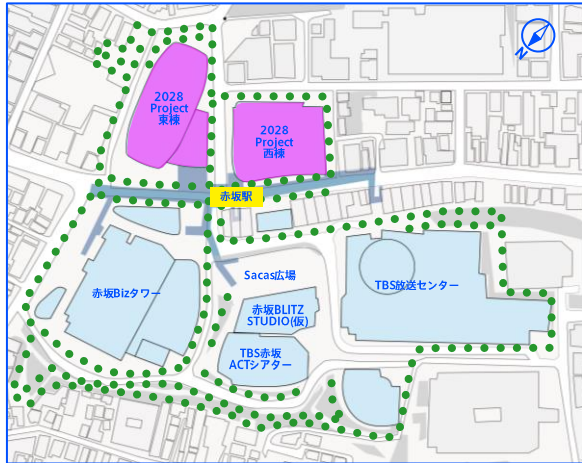 N
2028
Project
東棟
2028
Project
西棟
赤坂駅
Sacas広場
赤坂Bizタワー
赤坂BLITZ
STUDIO(仮)
TBS放送センター
TBS赤坂
ACTシアター